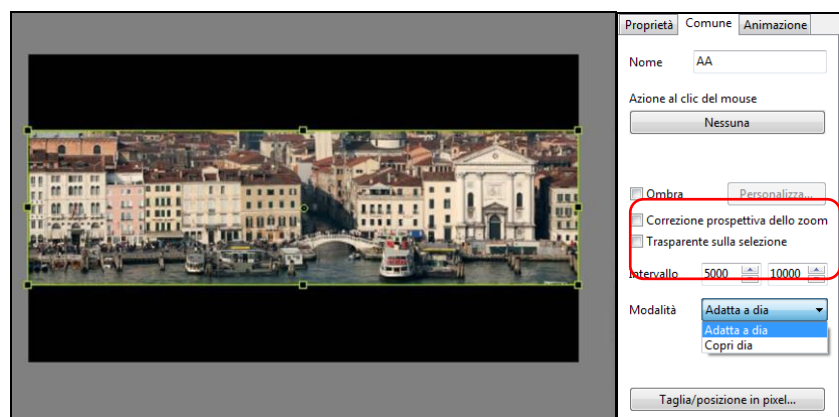 Proprietà Comune Animazione
Nome AA
Azione al clic del mouse
Nessuna
Ombra Personalizza...
Correzione prospettiva dello zoom
Trasparente sulla selezione
Intervallo 5000 10000
Modalità Adatta a dia
Adatta a dia
Copri dia
Taglia/posizione in pixel...